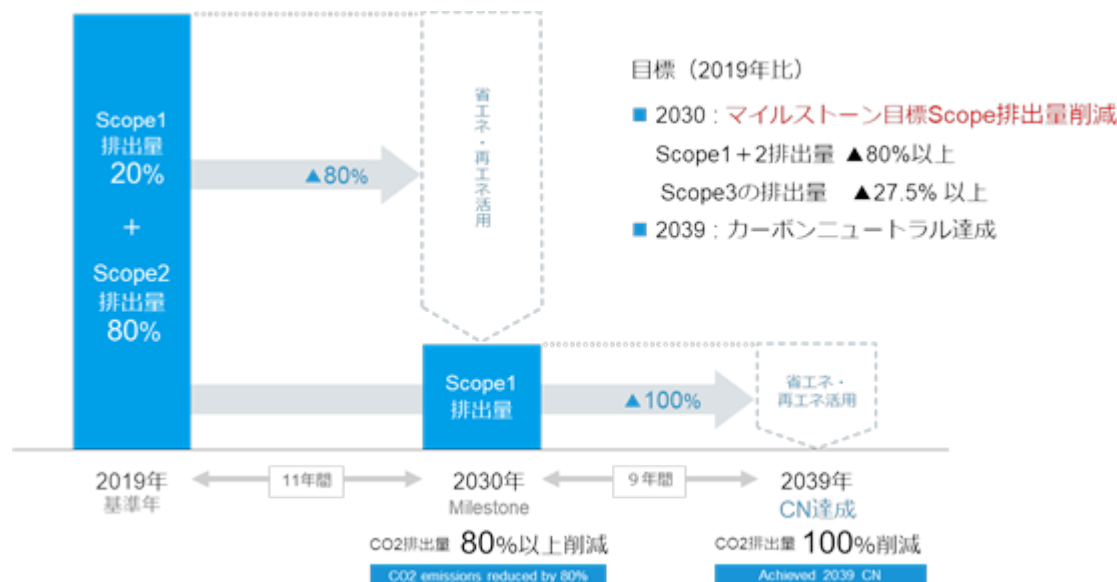 Scope1
排出量
20%
+
Scope2
排出量
80%
▲80%
省エネ・再エネ活用
目標（2019年比）
■ 2030：マイルストーン目標Scope排出量削減
Scope1＋2排出量 ▲80%以上
Scope3の排出量 ▲27.5% 以上
■ 2039：カーボンニュートラル達成
Scope1
排出量
▲100%
省エネ・
再エネ活用
2019年
基準年
11年間
2030年
Milestone
9年間
2039年
CN達成
CO2排出量 80%以上削減
CO2 emissions reduced by 80%
CO2排出量 100%削減
Achieved 2039 CN